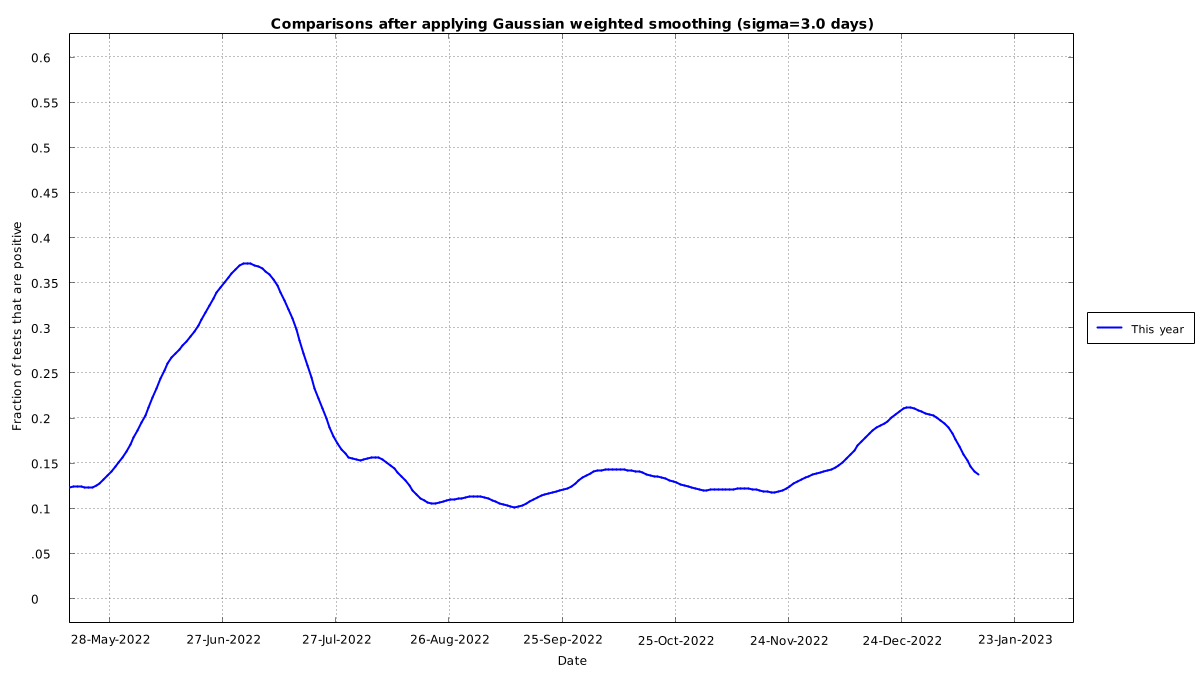 Comparisons after applying Gaussian weighted smoothing (sigma=3.0 days)
0.6
0.55
0.5
0.45
0.4
0.35
0.3
0.25
0.2
0.15
0.1
.05
0
Fraction of tests that are positive
28-May-2022 27-Jun-2022 27-Jul-2022 26-Aug-2022 25-Sep-2022 25-Oct-2022 24-Nov-2022 24-Dec-2022 23-Jan-2023
Date
This year